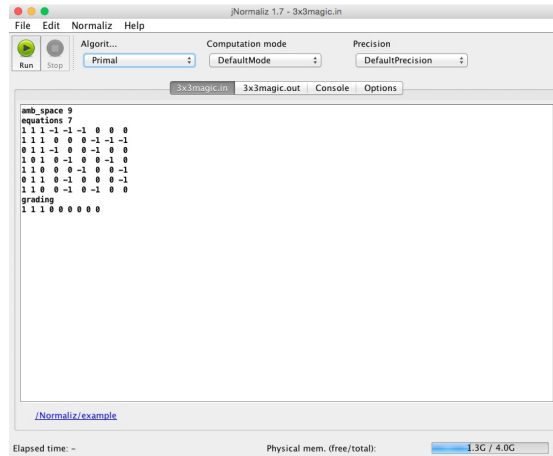 jNormaliz 1.7 - 3x3magic.in
File Edit Normaliz Help
Run Stop
Algorit... Computation mode Precision
Primal DefaultMode DefaultPrecision
3x3magic.in 3x3magic.out Console Options
amb_space 9
equations 7
1 1 1 -1 -1 -1 0 0 0
1 1 1 0 0 0 -1 -1 -1
0 1 1 -1 0 0 -1 0 0
1 0 1 0 -1 0 0 -1 0
1 1 0 0 0 -1 0 0 -1
0 1 1 0 -1 0 0 0 -1
1 1 0 0 -1 0 -1 0 0
grading
1 1 1 0 0 0 0 0 0
/Normaliz/example
Elapsed time: - Physical mem. (free/total): 1.3G / 4.0G